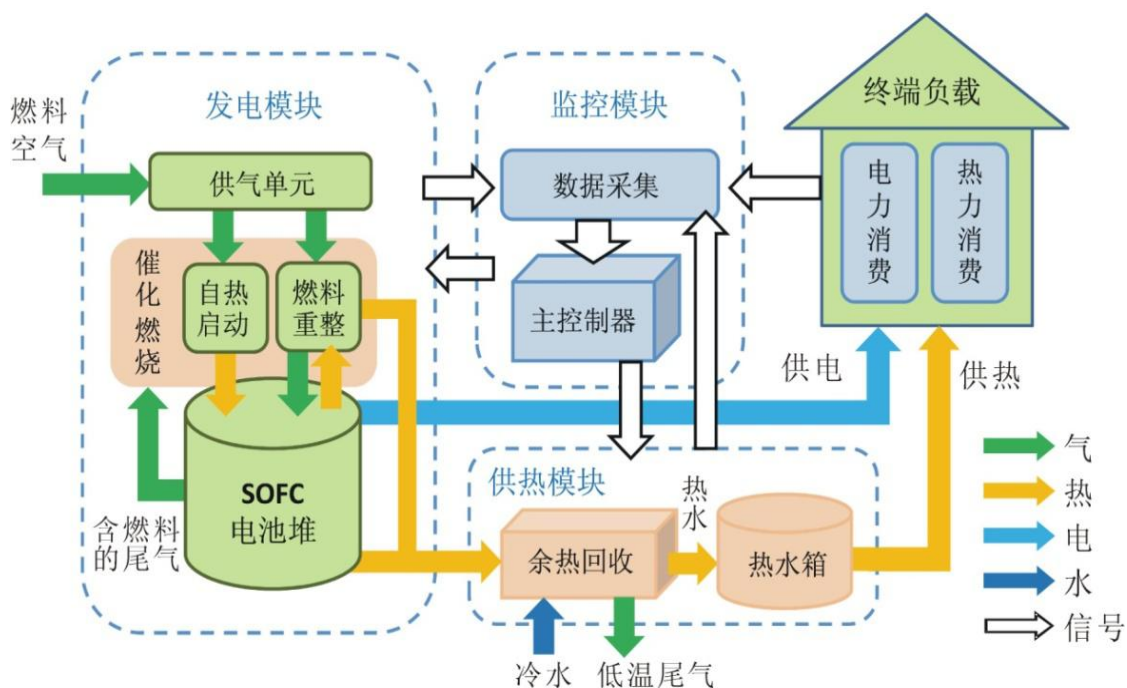 燃料
空气
发电模块
供气单元
催化燃烧
自热
启动
燃料
重整
SOFC
电池堆
含燃料
的尾气
监控模块
数据采集
主控制器
终端负载
电力消费
热力消费
供电
供热
供热模块
余热回收
热水
热水箱
冷水
低温尾气
气
热
电
水
信号